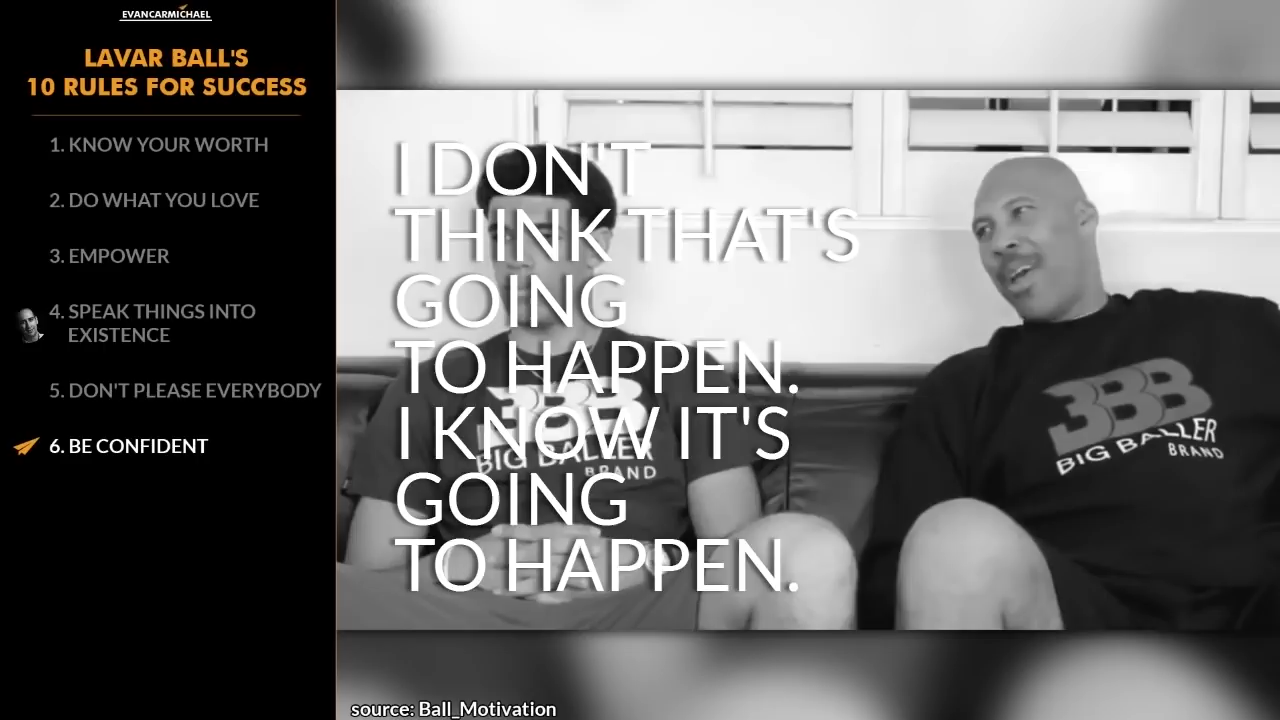 EVANCARMICHAEL
LAVAR BALL'S
10 RULES FOR SUCCESS
1. KNOW YOUR WORTH
2. DO WHAT YOU LOVE
3. EMPOWER
4. SPEAK THINGS INTO
EXISTENCE
5. DON'T PLEASE EVERYBODY
6. BE CONFIDENT
I DON'T
THINK THAT'S
GOING
TO HAPPEN.
I KNOW IT'S
GOING
TO HAPPEN.
BBB
BIG BALLER
BRAND
BBB
BIG BALLER
BRAND
source: Ball_Motivation